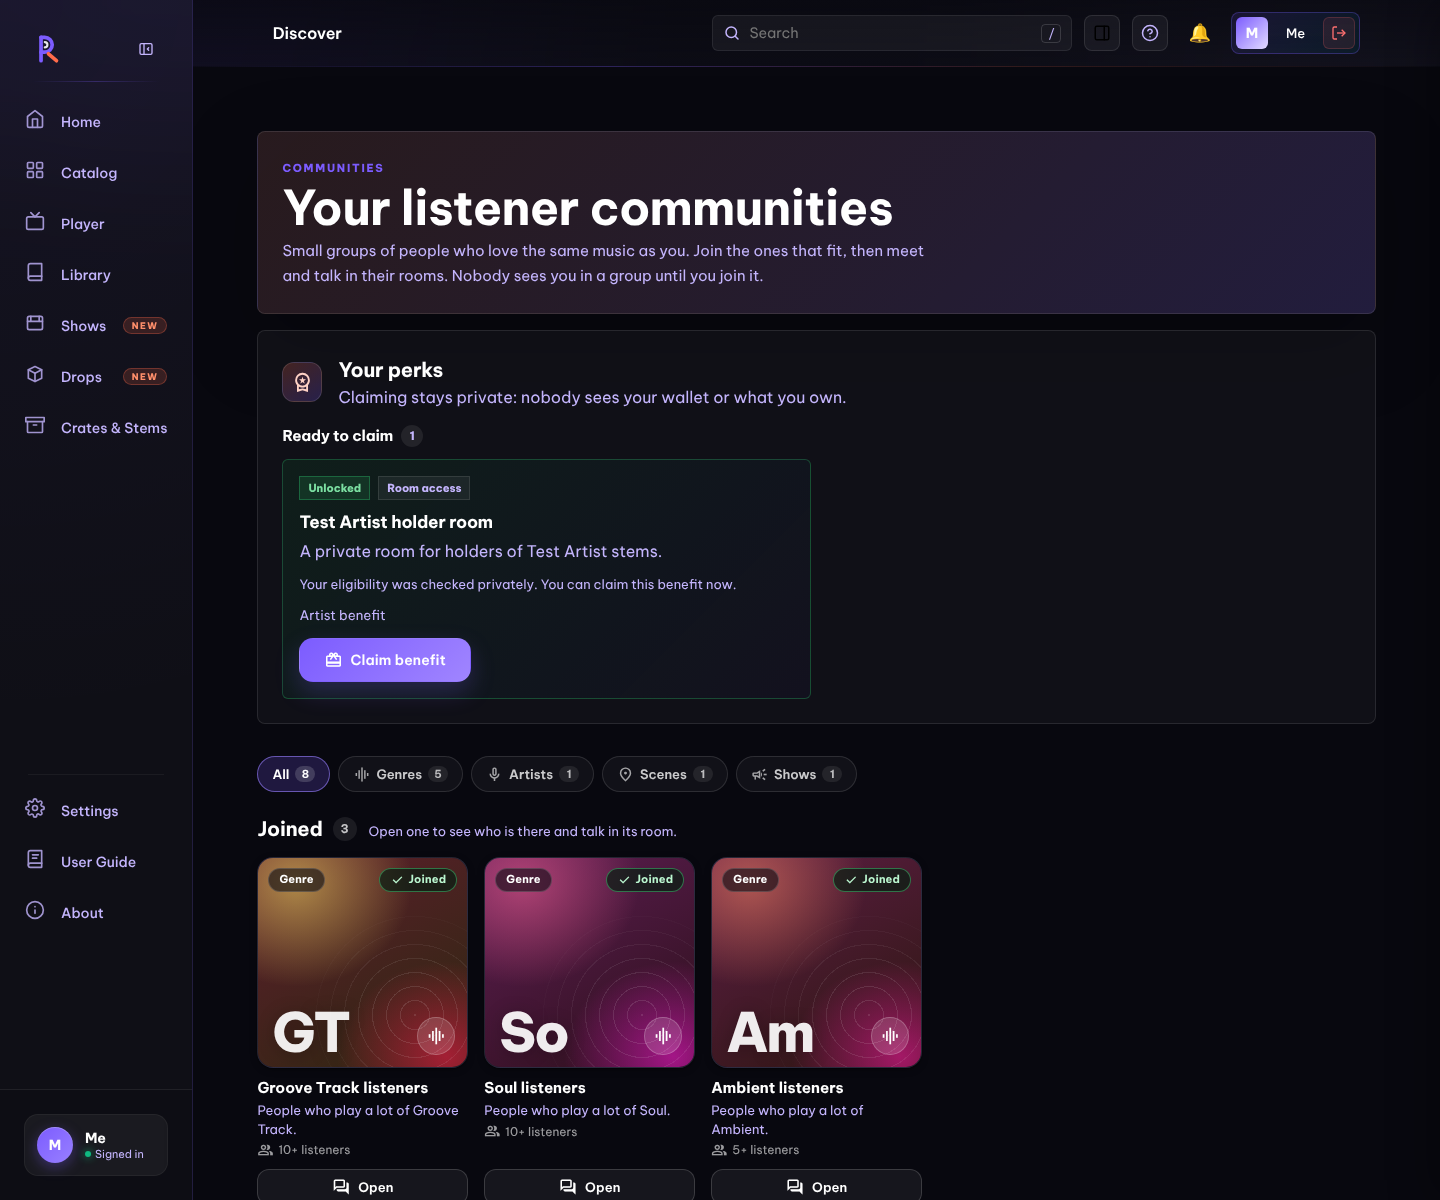 Discover
Search
/
M
Me
Home
Catalog
Player
Library
Shows
NEW
Drops
NEW
Crates & Stems
Settings
User Guide
About
M
Me
Signed in
COMMUNITIES
Your listener communities
Small groups of people who love the same music as you. Join the ones that fit, then meet
and talk in their rooms. Nobody sees you in a group until you join it.
Your perks
Claiming stays private: nobody sees your wallet or what you own.
Ready to claim 1
Unlocked
Room access
Test Artist holder room
A private room for holders of Test Artist stems.
Your eligibility was checked privately. You can claim this benefit now.
Artist benefit
Claim benefit
All 8
Genres 5
Artists 1
Scenes 1
Shows 1
Joined 3 Open one to see who is there and talk in its room.
Genre
Joined
GT
Groove Track listeners
People who play a lot of Groove
Track.
10+ listeners
Open
Genre
Joined
So
Soul listeners
People who play a lot of Soul.
10+ listeners
Open
Genre
Joined
Am
Ambient listeners
People who play a lot of
Ambient.
5+ listeners
Open